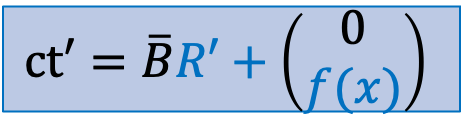 ct′ = B̅R′ + (0
f(x))